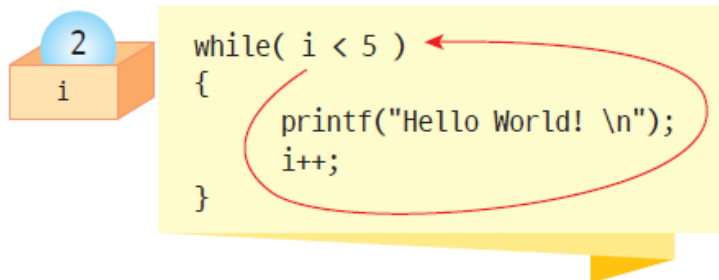 2
i
while( i < 5 )
{
printf("Hello World! \n");
i++;
}